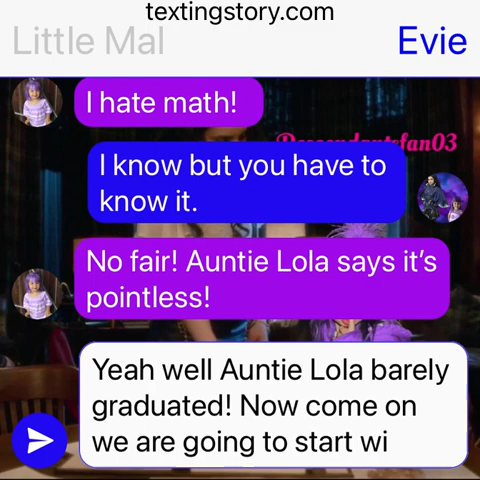 textingstory.com
Little Mal Evie
I hate math!
Descendantsfan03
I know but you have to
know it.
No fair! Auntie Lola says it's
pointless!
Yeah well Auntie Lola barely
graduated! Now come on
we are going to start wi